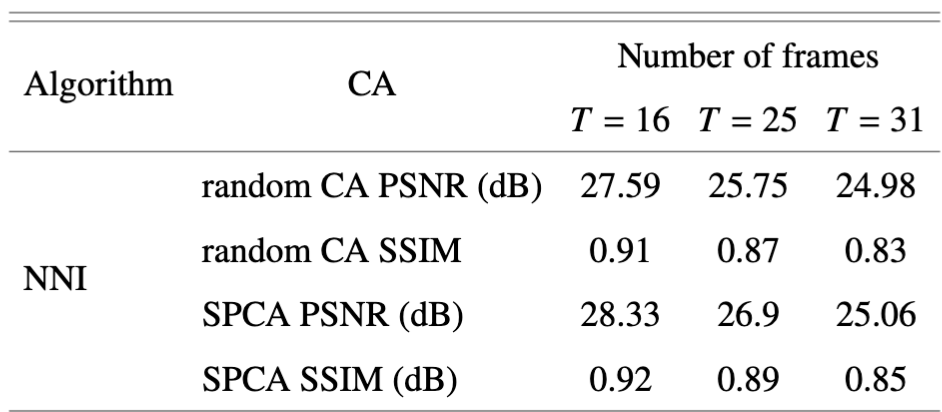 Algorithm CA Number of frames
T = 16 T = 25 T = 31
NNI
random CA PSNR (dB) 27.59 25.75 24.98
random CA SSIM 0.91 0.87 0.83
SPCA PSNR (dB) 28.33 26.9 25.06
SPCA SSIM (dB) 0.92 0.89 0.85